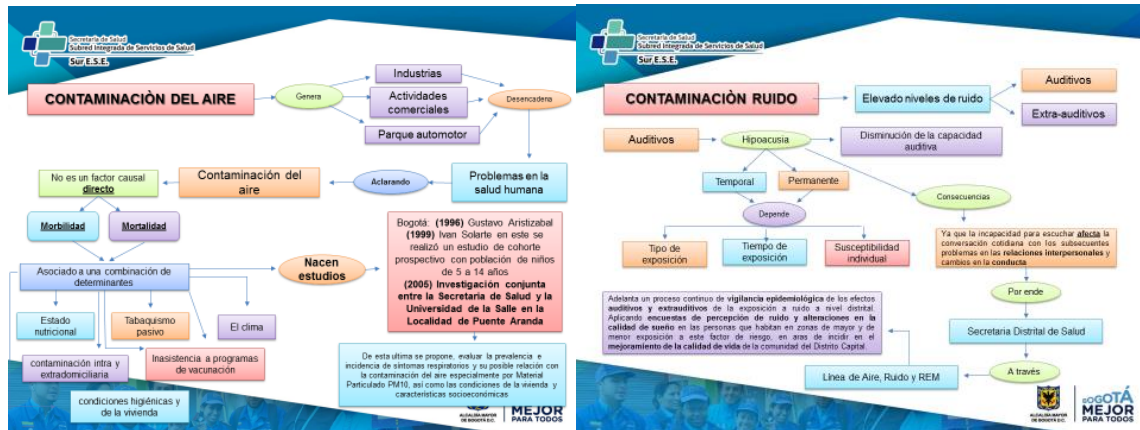 Secretaría de Salud
Subred Integrada de Servicios de Salud
Sur E.S.E.
CONTAMINACIÒN DEL AIRE
Genera
Industrias
Actividades
comerciales
Parque automotor
Desencadena
Problemas en la
salud humana
Aclarando
Contaminación del
aire
No es un factor causal
directo
Morbilidad
Mortalidad
Asociado a una combinación de
determinantes
Estado
nutricional
Tabaquismo
pasivo
El clima
contaminación intra y
extradomiciliaria
Inasistencia a programas
de vacunación
condiciones higiénicas y
de la vivienda
Nacen
estudios
Bogotá: (1996) Gustavo Aristizabal
(1999) Ivan Solarte en este se
realizó un estudio de cohorte
prospectivo con población de niños
de 5 a 14 años
(2005) Investigación conjunta
entre la Secretaria de Salud y la
Universidad de la Salle en la
Localidad de Puente Aranda
De esta ultima se propone, evaluar la prevalencia e
incidencia de síntomas respiratorios y su posible relación con
la contaminación del aire especialmente por Material
Particulado PM10, así como las condiciones de la vivienda y
características socioeconómicas
ALCALDÍA MAYOR
DE BOGOTÁ D.C.
MEJOR
PARA TODOS
Secretaría de Salud
Subred Integrada de Servicios de Salud
Sur E.S.E.
CONTAMINACIÒN RUIDO
Elevado niveles de ruido
Auditivos
Extra-auditivos
Auditivos
Hipoacusia
Disminución de la capacidad
auditiva
Temporal
Permanente
Depende
Tipo de
exposición
Tiempo de
exposición
Susceptibilidad
individual
Consecuencias
Ya que la incapacidad para escuchar afecta la
conversación cotidiana con los subsecuentes
problemas en las relaciones interpersonales y
cambios en la conducta
Por ende
Secretaria Distrital de Salud
A través
Línea de Aire, Ruido y REM
Adelanta un proceso continuo de vigilancia epidemiológica de los efectos
auditivos y extrauditivos de la exposición a ruido a nivel distrital.
Aplicando encuestas de percepción de ruido y alteraciones en la
calidad de sueño en las personas que habitan en zonas de mayor y de
menor exposición a este factor de riesgo, en aras de incidir en el
mejoramiento de la calidad de vida de la comunidad del Distrito Capital.
ALCALDÍA MAYOR
DE BOGOTÁ D.C.
BOGOTÁ
MEJOR
PARA TODOS